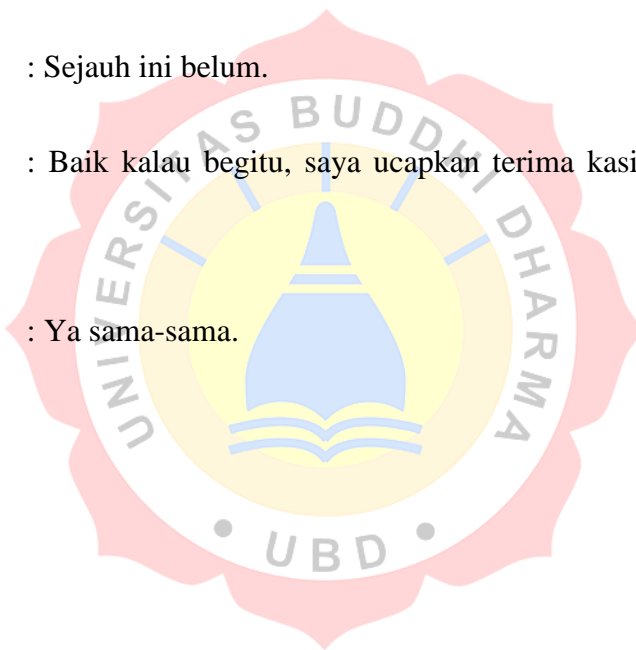 : Sejauh ini belum.
UNIVERSITAS BUDDHI DHARMA
: Baik kalau begitu, saya ucapkan terima kasi
: Ya sama-sama.
• UBD •